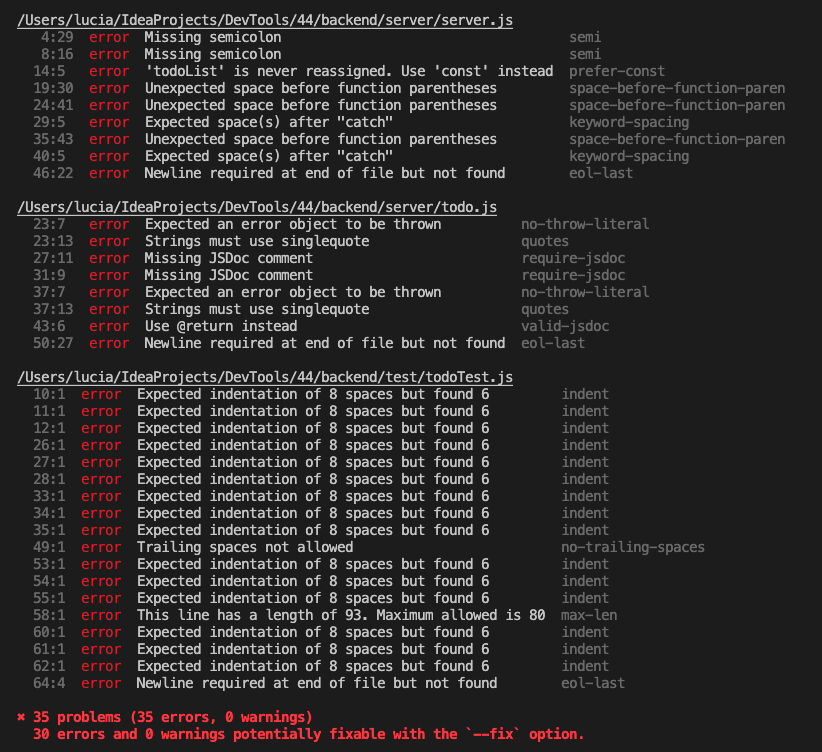 /Users/lucia/IdeaProjects/DevTools/44/backend/server/server.js
4:29 error Missing semicolon semi
8:16 error Missing semicolon semi
14:5 error 'todoList' is never reassigned. Use 'const' instead prefer-const
19:30 error Unexpected space before function parentheses space-before-function-paren
24:41 error Unexpected space before function parentheses space-before-function-paren
29:5 error Expected space(s) after "catch" keyword-spacing
35:43 error Unexpected space before function parentheses space-before-function-paren
40:5 error Expected space(s) after "catch" keyword-spacing
46:22 error Newline required at end of file but not found eol-last
/Users/lucia/IdeaProjects/DevTools/44/backend/server/todo.js
23:7 error Expected an error object to be thrown no-throw-literal
23:13 error Strings must use singlequote quotes
27:11 error Missing JSDoc comment require-jsdoc
31:9 error Missing JSDoc comment require-jsdoc
37:7 error Expected an error object to be thrown no-throw-literal
37:13 error Strings must use singlequote quotes
43:6 error Use @return instead valid-jsdoc
50:27 error Newline required at end of file but not found eol-last
/Users/lucia/IdeaProjects/DevTools/44/backend/test/todoTest.js
10:1 error Expected indentation of 8 spaces but found 6 indent
11:1 error Expected indentation of 8 spaces but found 6 indent
12:1 error Expected indentation of 8 spaces but found 6 indent
26:1 error Expected indentation of 8 spaces but found 6 indent
27:1 error Expected indentation of 8 spaces but found 6 indent
28:1 error Expected indentation of 8 spaces but found 6 indent
33:1 error Expected indentation of 8 spaces but found 6 indent
34:1 error Expected indentation of 8 spaces but found 6 indent
35:1 error Expected indentation of 8 spaces but found 6 indent
49:1 error Trailing spaces not allowed no-trailing-spaces
53:1 error Expected indentation of 8 spaces but found 6 indent
54:1 error Expected indentation of 8 spaces but found 6 indent
55:1 error Expected indentation of 8 spaces but found 6 indent
58:1 error This line has a length of 93. Maximum allowed is 80 max-len
60:1 error Expected indentation of 8 spaces but found 6 indent
61:1 error Expected indentation of 8 spaces but found 6 indent
62:1 error Expected indentation of 8 spaces but found 6 indent
64:4 error Newline required at end of file but not found eol-last
✖ 35 problems (35 errors, 0 warnings)
30 errors and 0 warnings potentially fixable with the `--fix` option.